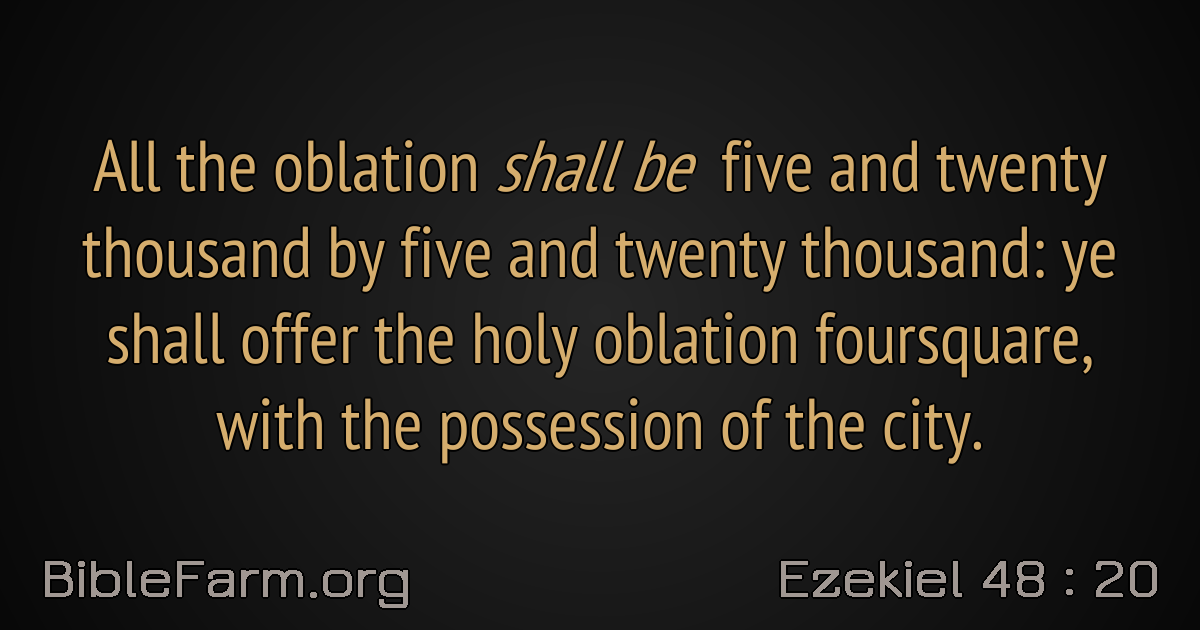 All the oblation shall be five and twenty
thousand by five and twenty thousand: ye
shall offer the holy oblation foursquare,
with the possession of the city.
BibleFarm.org
Ezekiel 48 : 20